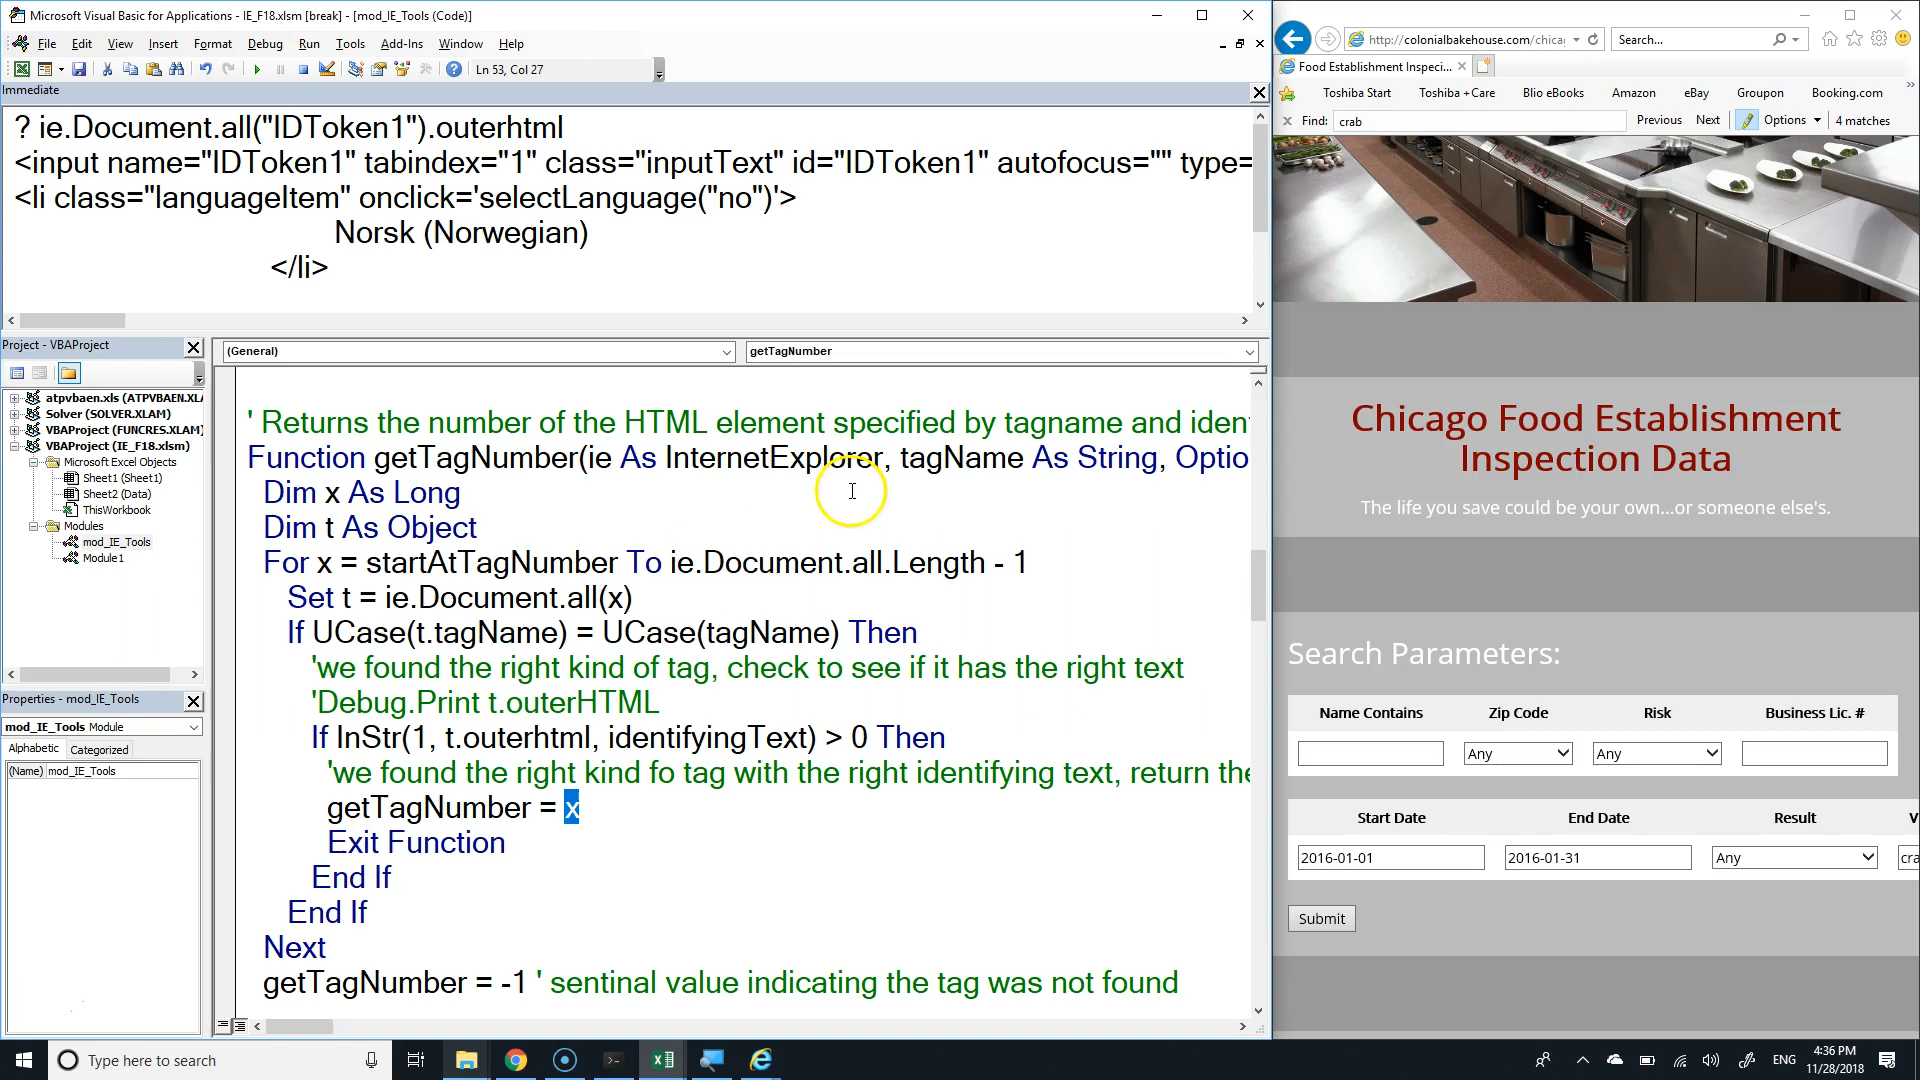 Microsoft Visual Basic for Applications - IE_F18.xlsm [break] - [mod_IE_Tools (Code)]
File Edit View Insert Format Debug Run Tools Add-Ins Window Help
Ln 53, Col 27
Immediate
? ie.Document.all("IDToken1").outerhtml
<input name="IDToken1" tabindex="1" class="inputText" id="IDToken1" autofocus="" type=
<li class="languageItem" onclick='selectLanguage("no")'>
Norsk (Norwegian)
</li>
Project - VBAProject
atpvbaen.xls (ATPVBAEN.XLA
Solver (SOLVER.XLAM)
VBAProject (FUNCRES.XLAM)
VBAProject (IE_F18.xlsm)
Microsoft Excel Objects
Sheet1 (Sheet1)
Sheet2 (Data)
ThisWorkbook
Modules
mod_IE_Tools
Module1
Properties - mod_IE_Tools
mod_IE_Tools Module
Alphabetic Categorized
(Name) mod_IE_Tools
(General) getTagNumber
' Returns the number of the HTML element specified by tagname and iden
Function getTagNumber(ie As InternetExplorer, tagName As String, Optio
Dim x As Long
Dim t As Object
For x = startAtTagNumber To ie.Document.all.Length - 1
Set t = ie.Document.all(x)
If UCase(t.tagName) = UCase(tagName) Then
'we found the right kind of tag, check to see if it has the right text
'Debug.Print t.outerHTML
If InStr(1, t.outerhtml, identifyingText) > 0 Then
'we found the right kind fo tag with the right identifying text, return the
getTagNumber = x
Exit Function
End If
End If
Next
getTagNumber = -1 ' sentinal value indicating the tag was not found
http://colonialbakehouse.com/chica
Search...
Food Establishment Inspeci...
Toshiba Start Toshiba +Care Blio eBooks Amazon eBay Groupon Booking.com
Find: crab Previous Next Options 4 matches
Chicago Food Establishment
Inspection Data
The life you save could be your own...or someone else's.
Search Parameters:
Name Contains Zip Code Risk Business Lic. #
Any Any
Start Date End Date Result V
2016-01-01 2016-01-31 Any cra
Submit
Type here to search
ENG
4:36 PM
11/28/2018